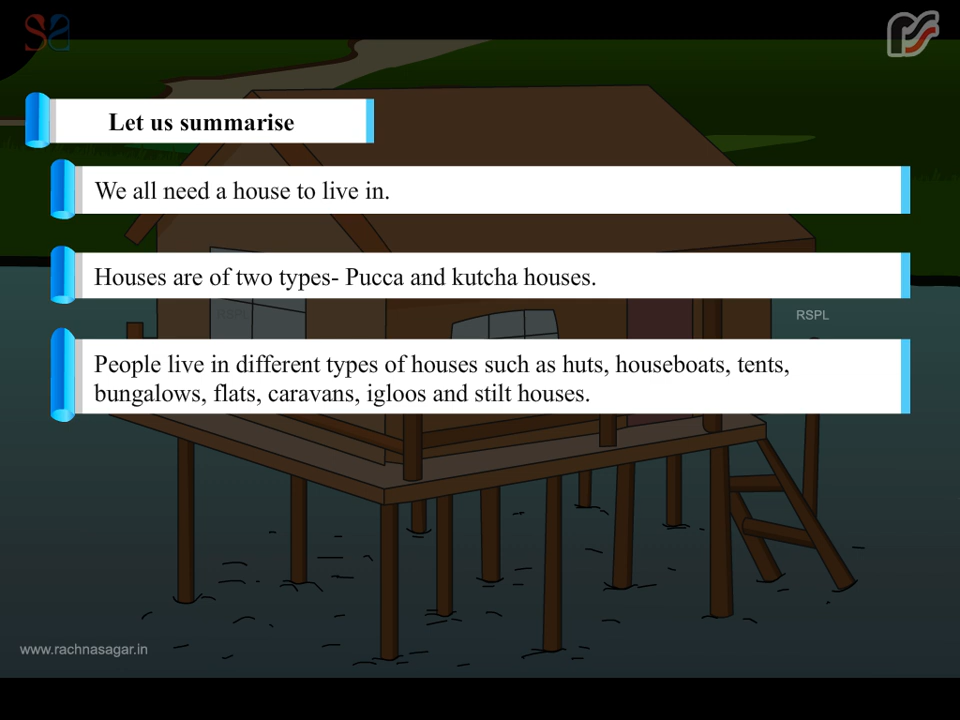 Let us summarise
We all need a house to live in.
Houses are of two types- Pucca and kutcha houses.
RSPL
RSPL
People live in different types of houses such as huts, houseboats, tents,
bungalows, flats, caravans, igloos and stilt houses.
www.rachnasagar.in